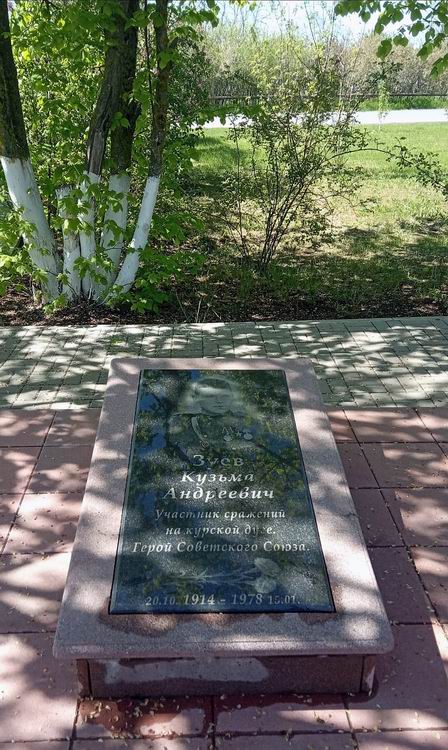 Зуев
Кузьма
Андреевич
Участник сражений
на курской дуге.
Герой Советского Союза.
20.10. 1914 - 1978 15.01.